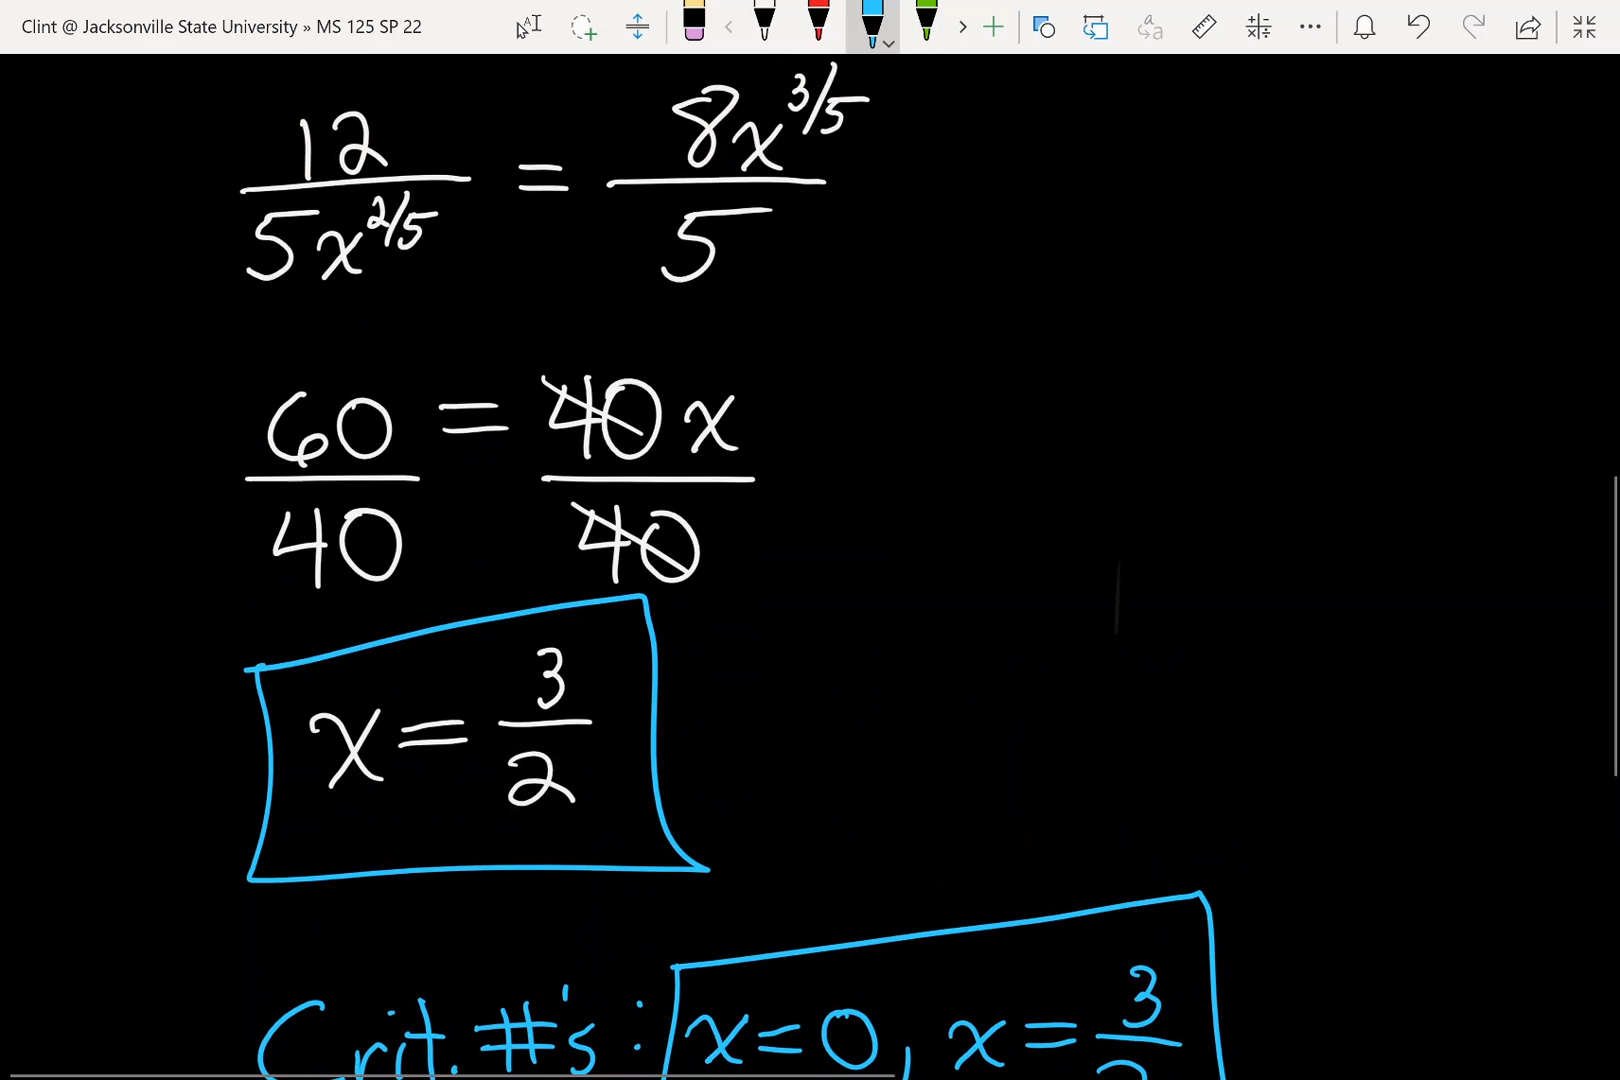 Clint @ Jacksonville State University » MS 125 SP 22
12/(5x^(2/5)) = 8x^(3/5)/5
60/40 = 40x/40
x = 3/2
Crit. #'s : x=0, x= 3/2